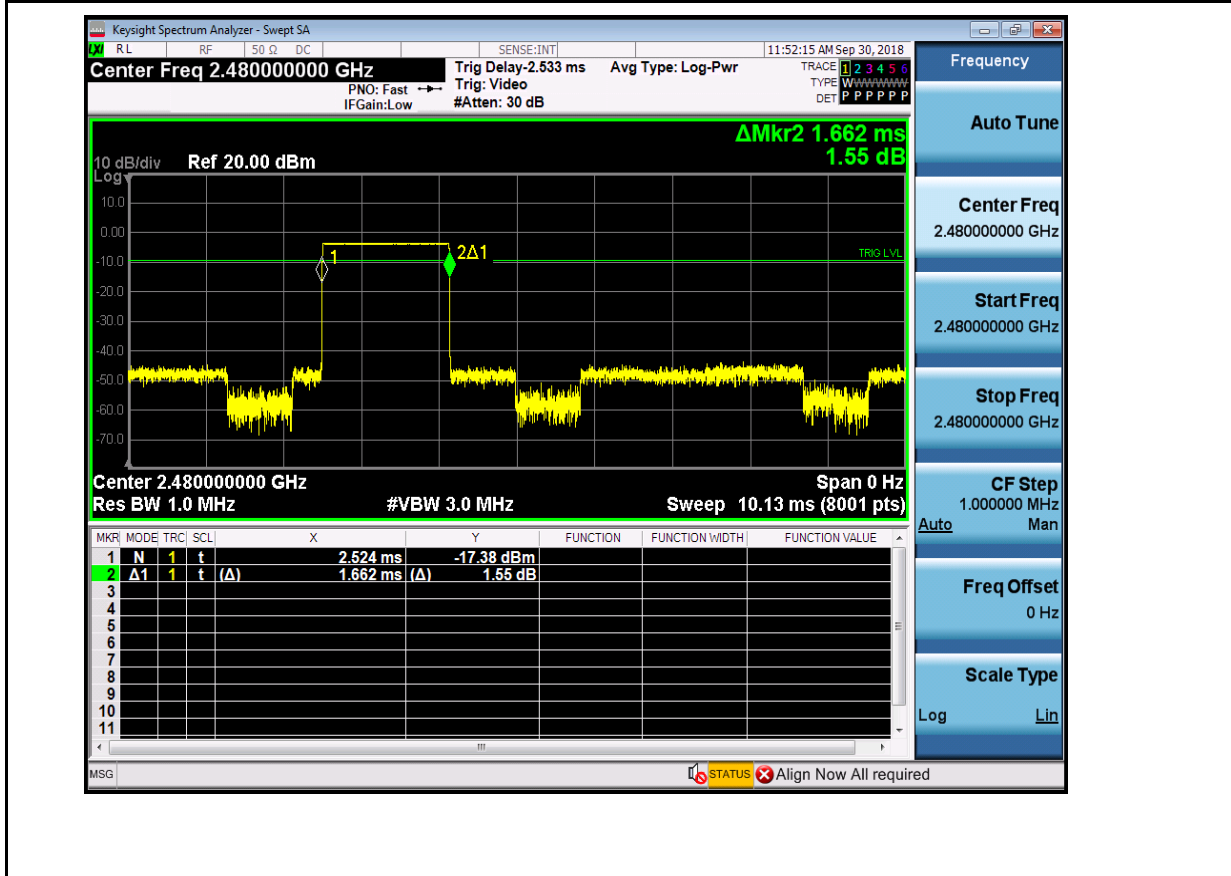 Keysight Spectrum Analyzer - Swept SA
LXI RL RF 50 Ω DC SENSE:INT 11:52:15 AM Sep 30, 2018
Center Freq 2.480000000 GHz
PNO: Fast
IFGain:Low
Trig Delay-2.533 ms
Trig: Video
#Atten: 30 dB
Avg Type: Log-Pwr
TRACE 1 2 3 4 5 6
TYPE WWWWWW
DET P P P P P P
ΔMkr2 1.662 ms
1.55 dB
10 dB/div Ref 20.00 dBm
Log
10.0
0.00
-10.0
-20.0
-30.0
-40.0
-50.0
-60.0
-70.0
1
2Δ1
TRIG LVL
Center 2.480000000 GHz Span 0 Hz
Res BW 1.0 MHz #VBW 3.0 MHz Sweep 10.13 ms (8001 pts)
MKR MODE TRC SCL X Y FUNCTION FUNCTION WIDTH FUNCTION VALUE
1 N 1 t 2.524 ms -17.38 dBm
2 Δ1 1 t (Δ) 1.662 ms (Δ) 1.55 dB
3
4
5
6
7
8
9
10
11
MSG STATUS Align Now All required
Frequency
Auto Tune
Center Freq
2.480000000 GHz
Start Freq
2.480000000 GHz
Stop Freq
2.480000000 GHz
CF Step
1.000000 MHz
Auto Man
Freq Offset
0 Hz
Scale Type
Log Lin